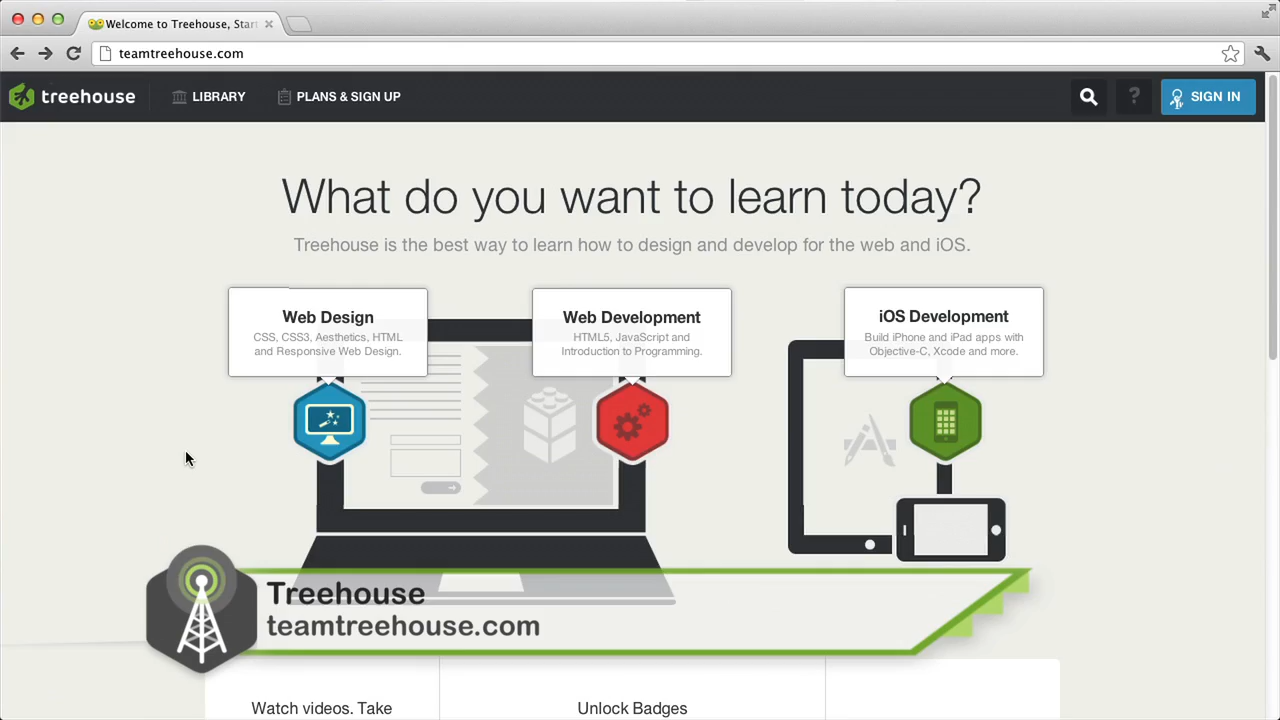 Welcome to Treehouse, Start
teamtreehouse.com
treehouse
LIBRARY
PLANS & SIGN UP
?
SIGN IN
What do you want to learn today?
Treehouse is the best way to learn how to design and develop for the web and iOS.
Web Design
CSS, CSS3, Aesthetics, HTML
and Responsive Web Design.
Web Development
HTML5, JavaScript and
Introduction to Programming.
iOS Development
Build iPhone and iPad apps with
Objective-C, Xcode and more.
Treehouse
teamtreehouse.com
Watch videos. Take
Unlock Badges